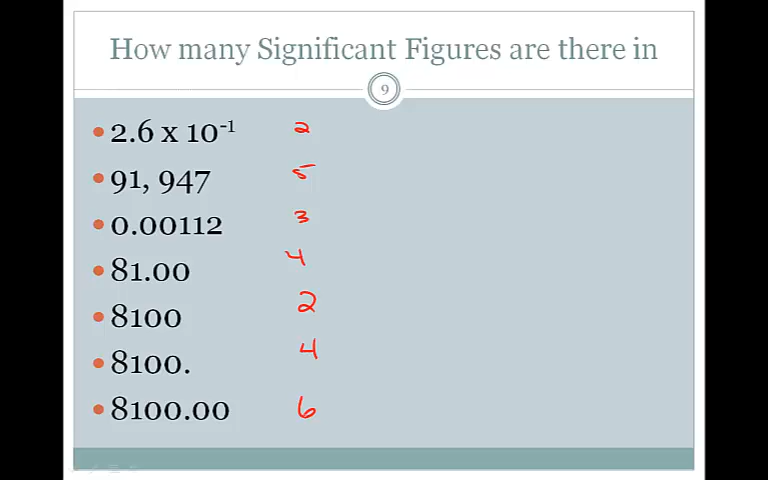 How many Significant Figures are there in
9
• 2.6 x 10⁻¹ 2
• 91, 947 5
• 0.00112 3
• 81.00 4
• 8100 2
• 8100. 4
• 8100.00 6